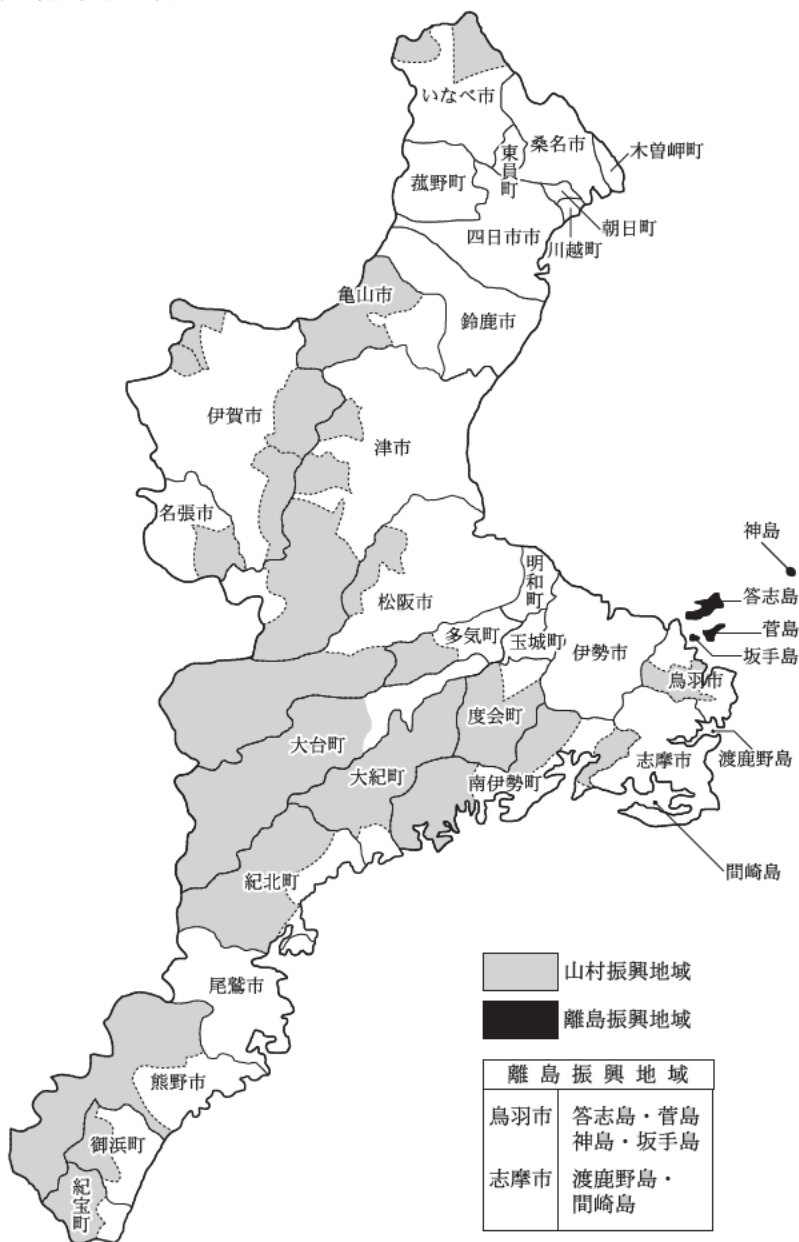 いなべ市
桑名市
東員町
木曽岬町
菰野町
朝日町
四日市市
川越町
亀山市
鈴鹿市
伊賀市
津市
名張市
神島
明和町
答志島
松阪市
菅島
多気町
玉城町
伊勢市
坂手島
鳥羽市
度会町
大台町
志摩市
渡鹿野島
大紀町
南伊勢町
間崎島
紀北町
尾鷲市
熊野市
御浜町
紀宝町
山村振興地域
離島振興地域
離島振興地域
鳥羽市 答志島・菅島
神島・坂手島
志摩市 渡鹿野島・
間崎島